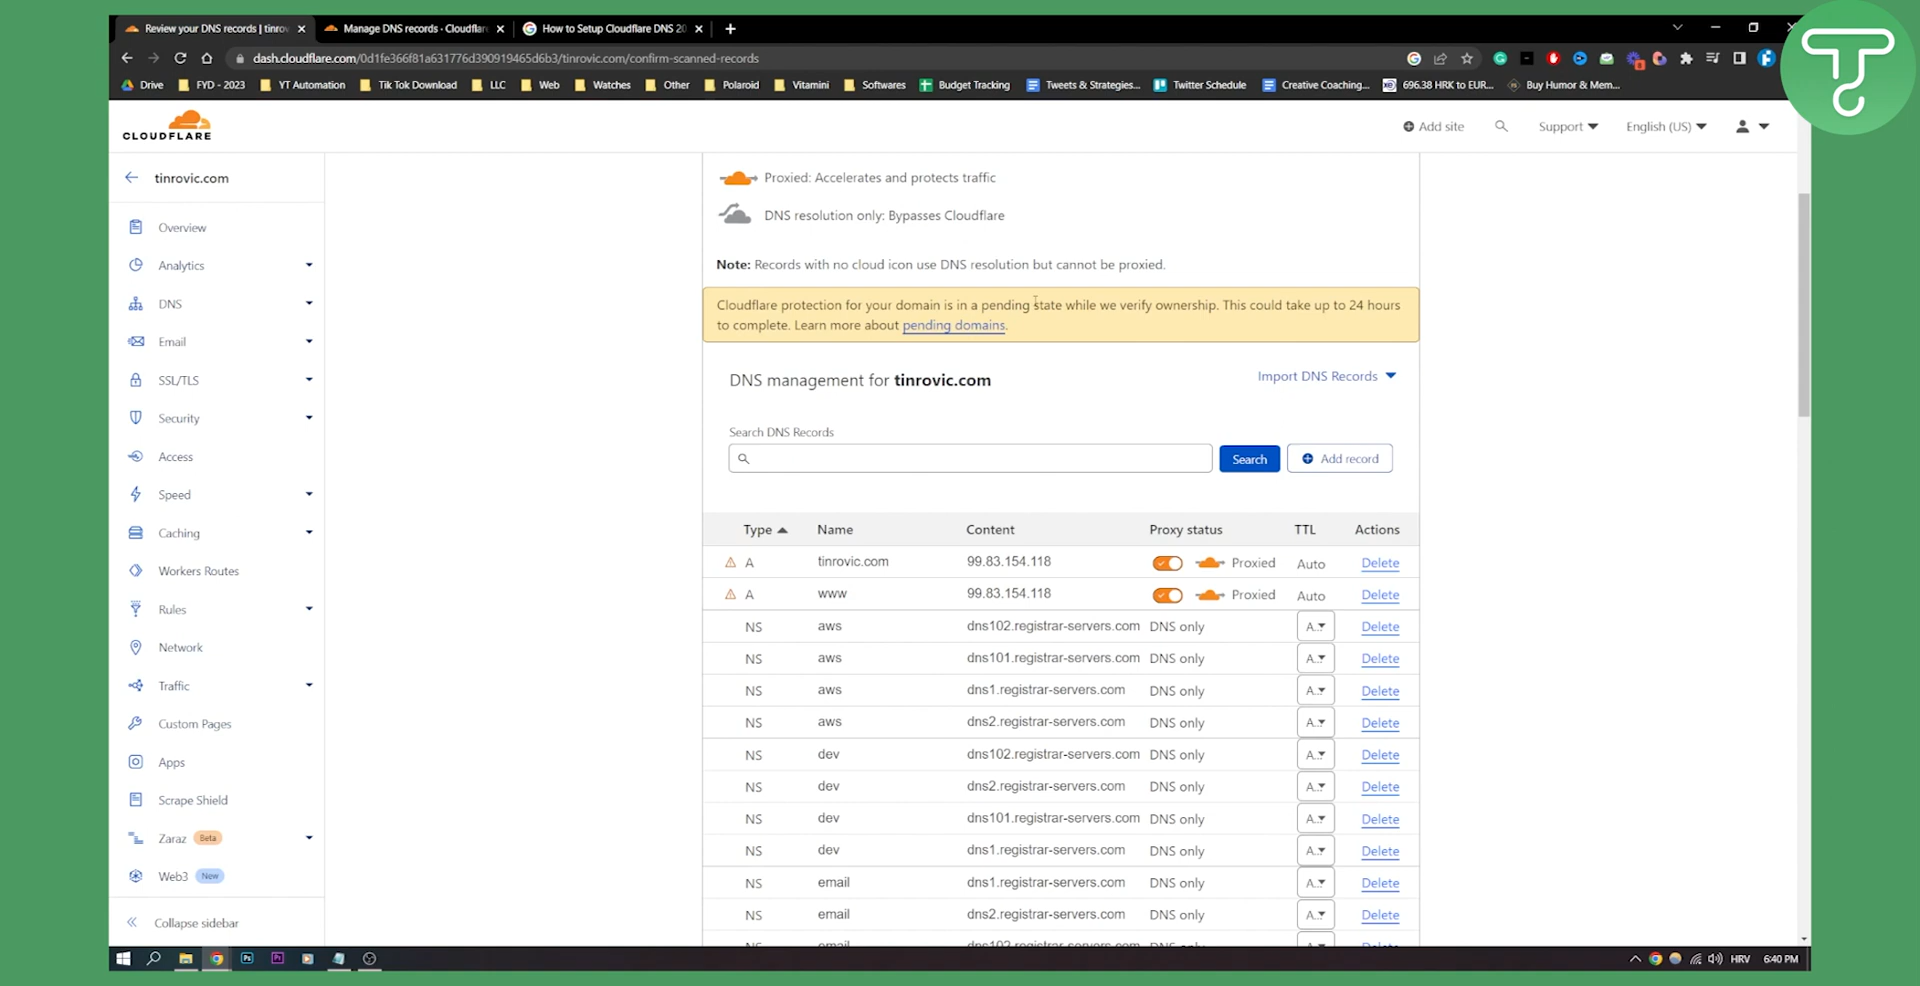 Review your DNS records | tinrov
Manage DNS records · Cloudflare
How to Setup Cloudflare DNS 20
dash.cloudflare.com/0d1fe366f81a631776d390919465d6b3/tinrovic.com/confirm-scanned-records
Drive
FYD - 2023
YT Automation
Tik Tok Download
LLC
Web
Watches
Other
Polaroid
Vitamini
Softwares
Budget Tracking
Tweets & Strategies...
Twitter Schedule
Creative Coaching...
696.38 HRK to EUR...
Buy Humor & Mem...
CLOUDFLARE
Add site
Support
English (US)
tinrovic.com
Overview
Analytics
DNS
Email
SSL/TLS
Security
Access
Speed
Caching
Workers Routes
Rules
Network
Traffic
Custom Pages
Apps
Scrape Shield
Zaraz Beta
Web3 New
Collapse sidebar
Proxied: Accelerates and protects traffic
DNS resolution only: Bypasses Cloudflare
Note: Records with no cloud icon use DNS resolution but cannot be proxied.
Cloudflare protection for your domain is in a pending state while we verify ownership. This could take up to 24 hours
to complete. Learn more about pending domains.
DNS management for tinrovic.com
Import DNS Records
Search DNS Records
Search
Add record
Type Name Content Proxy status TTL Actions
A tinrovic.com 99.83.154.118 Proxied Auto Delete
A www 99.83.154.118 Proxied Auto Delete
NS aws dns102.registrar-servers.com DNS only A... Delete
NS aws dns101.registrar-servers.com DNS only A... Delete
NS aws dns1.registrar-servers.com DNS only A... Delete
NS aws dns2.registrar-servers.com DNS only A... Delete
NS dev dns102.registrar-servers.com DNS only A... Delete
NS dev dns2.registrar-servers.com DNS only A... Delete
NS dev dns101.registrar-servers.com DNS only A... Delete
NS dev dns1.registrar-servers.com DNS only A... Delete
NS email dns1.registrar-servers.com DNS only A... Delete
NS email dns2.registrar-servers.com DNS only A... Delete
HRV
6:40 PM